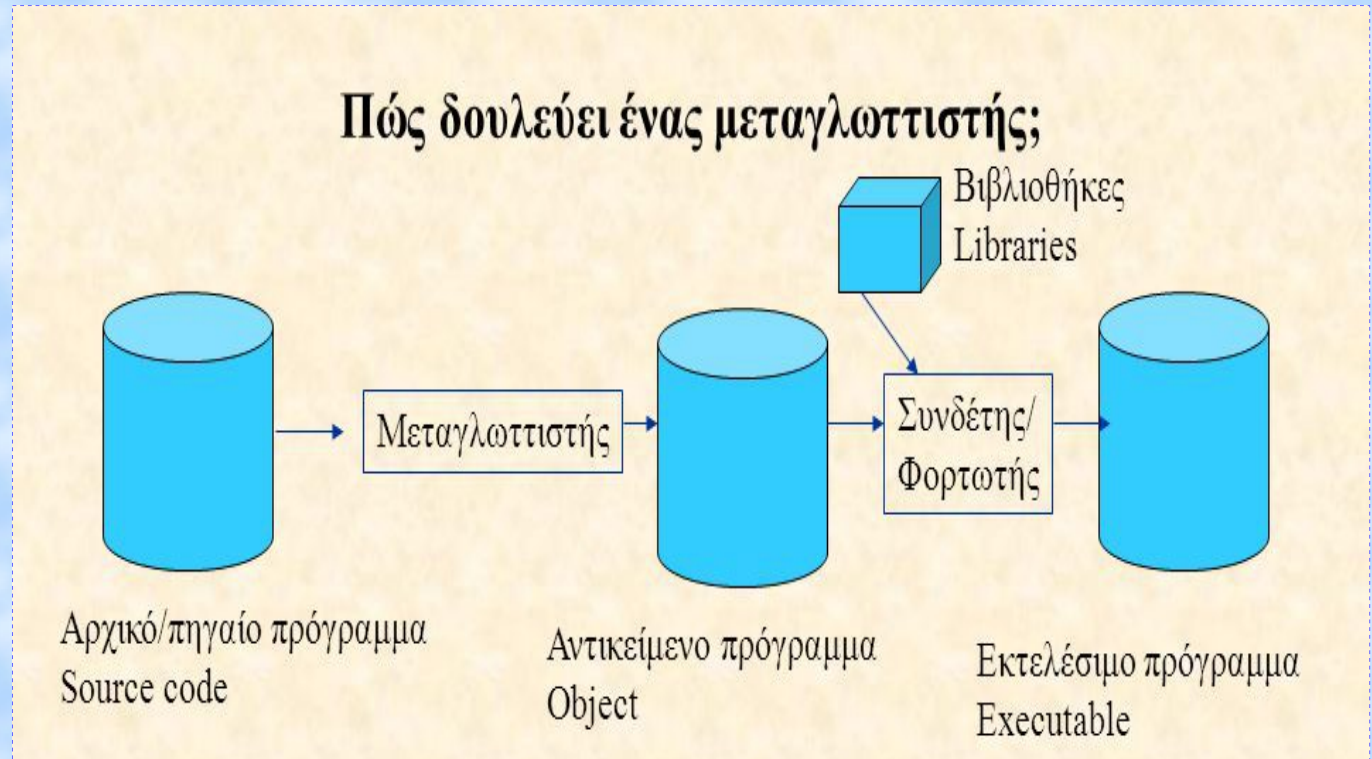 Πώς δουλεύει ένας μεταγλωττιστής;
Βιβλιοθήκες
Libraries
Μεταγλωττιστής
Συνδέτης/
Φορτωτής
Αρχικό/πηγαίο πρόγραμμα
Source code
Αντικείμενο πρόγραμμα
Object
Εκτελέσιμο πρόγραμμα
Executable